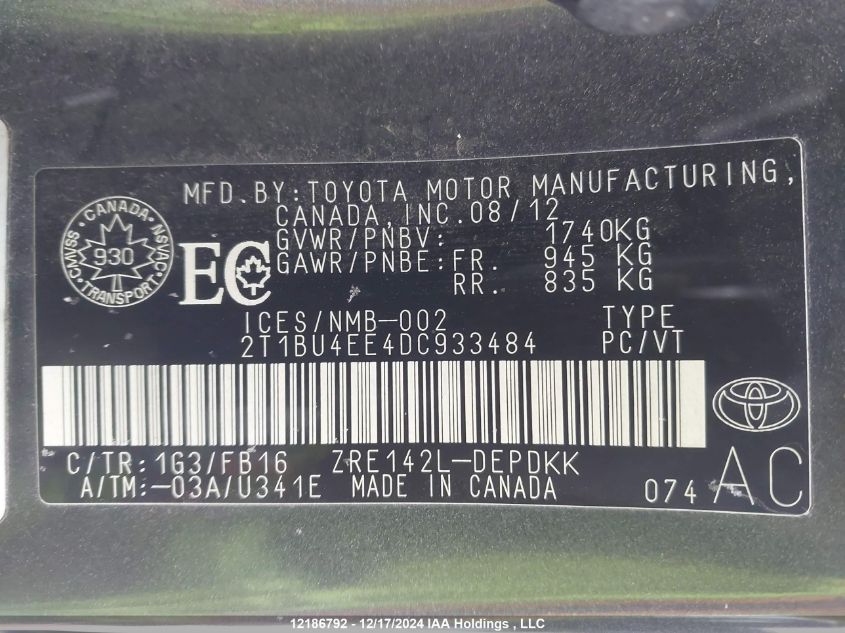 MFD.BY:TOYOTA MOTOR MANUFACTURING,
CANADA,INC.08/12
GVWR/PNBV: 1740KG
GAWR/PNBE:FR. 945 KG
RR. 835 KG
CANADA
CMVSS 930 NSVAC
TRANSPORT
EC
ICES/NMB-002 TYPE
2T1BU4EE4DC933484 PC/VT
C/TR:1G3/FB16 ZRE142L-DEPDKK
A/TM:-03A/U341E MADE IN CANADA 074 AC
12186792 - 12/17/2024 IAA Holdings , LLC